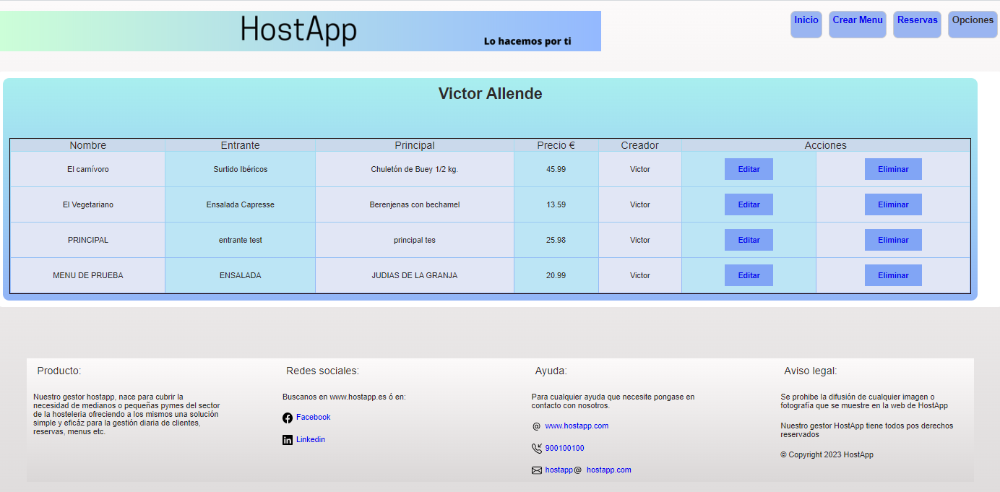 HostApp
Lo hacemos por ti
Inicio Crear Menu Reservas Opciones
Victor Allende
Nombre Entrante Principal Precio € Creador Acciones
El carnívoro Surtido Ibéricos Chuletón de Buey 1/2 kg. 45.99 Victor Editar Eliminar
El Vegetariano Ensalada Capresse Berenjenas con bechamel 13.59 Victor Editar Eliminar
PRINCIPAL entrante test principal tes 25.98 Victor Editar Eliminar
MENU DE PRUEBA ENSALADA JUDIAS DE LA GRANJA 20.99 Victor Editar Eliminar
Producto:
Nuestro gestor hostapp, nace para cubrir la
necesidad de medianos o pequeñas pymes del sector
de la hosteleria ofreciendo a los mismos una solución
simple y eficáz para la gestión diaria de clientes,
reservas, menus etc.
Redes sociales:
Buscanos en www.hostapp.es ó en:
Facebook
Linkedin
Ayuda:
Para cualquier ayuda que necesite pongase en
contacto con nosotros.
@ www.hostapp.com
900100100
hostapp@ hostapp.com
Aviso legal:
Se prohibe la difusión de cualquier imagen o
fotografía que se muestre en la web de HostApp
Nuestro gestor HostApp tiene todos pos derechos
reservados
© Copyright 2023 HostApp